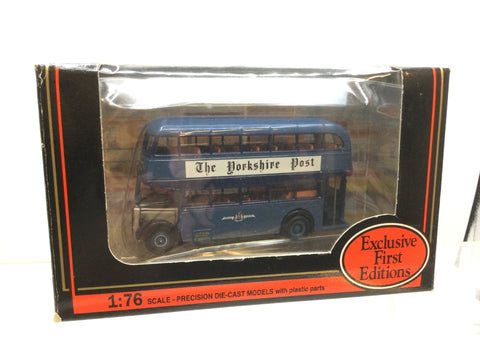 The Yorkshire Post
Exclusive
First
Editions
1:76 SCALE - PRECISION DIE-CAST MODELS with plastic parts